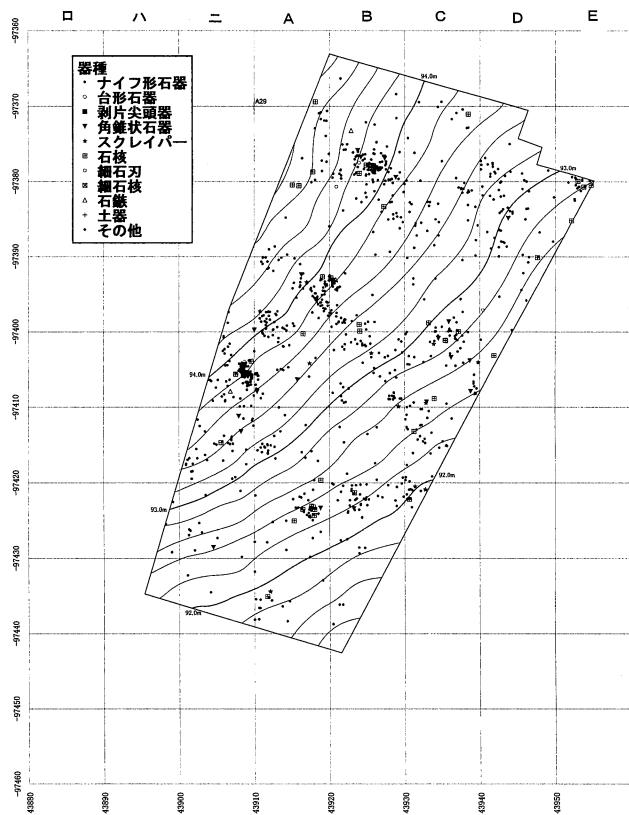 ロ ハ ニ A B C D E
-97360
94.0m
器種
ナイフ形石器
台形石器
剥片尖頭器
角錐状石器
スクレイパー
石核
細石刃
細石核
石鏃
土器
その他
-97370
A29
93.0m
-97380
-97390
-97400
94.0m
-97410
-97420
92.0m
93.0m
-97430
92.0m
-97440
-97450
-97460
43880 43890 43900 43910 43920 43930 43940 43950